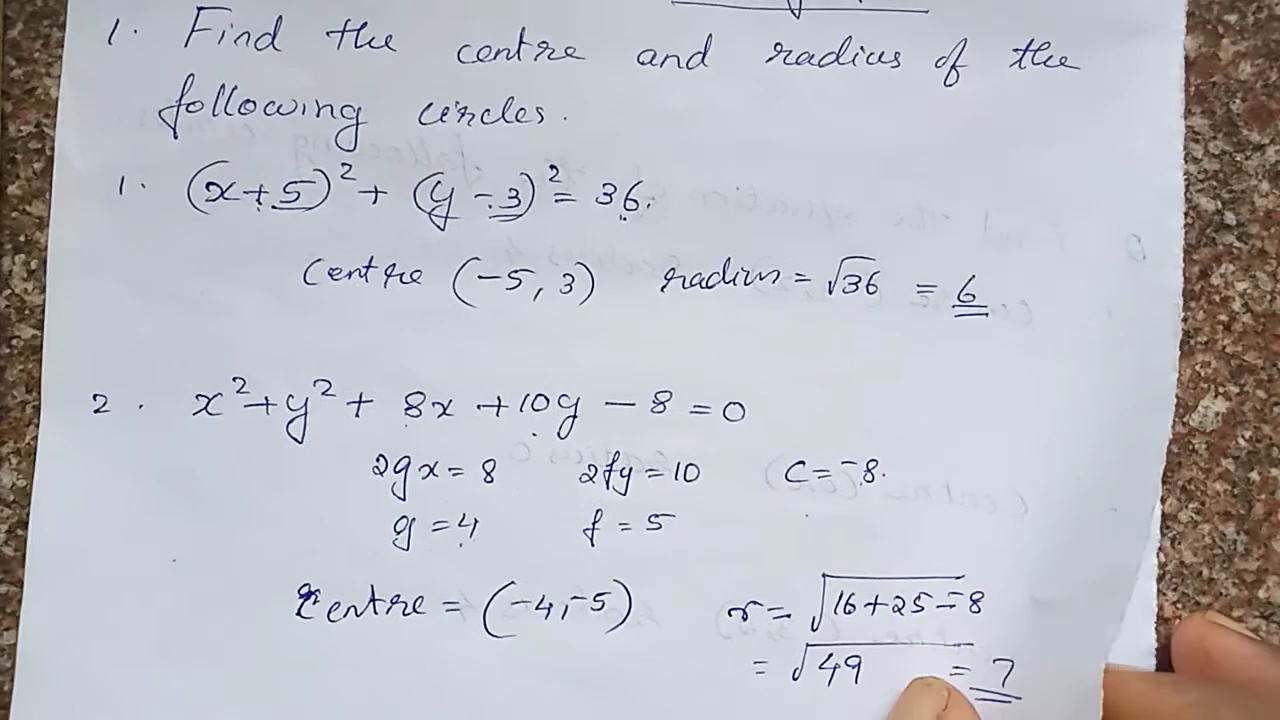 1. Find the centre and radius of the
following circles.
1. (x+5)² + (y-3)² = 36.
Centre (-5, 3) radius = √36 = 6
2. x² + y² + 8x + 10y - 8 = 0
2gx = 8 2fy = 10 C = -8.
g = 4 f = 5
Centre = (-4, -5) r = √16+25--8
= √49 = 7